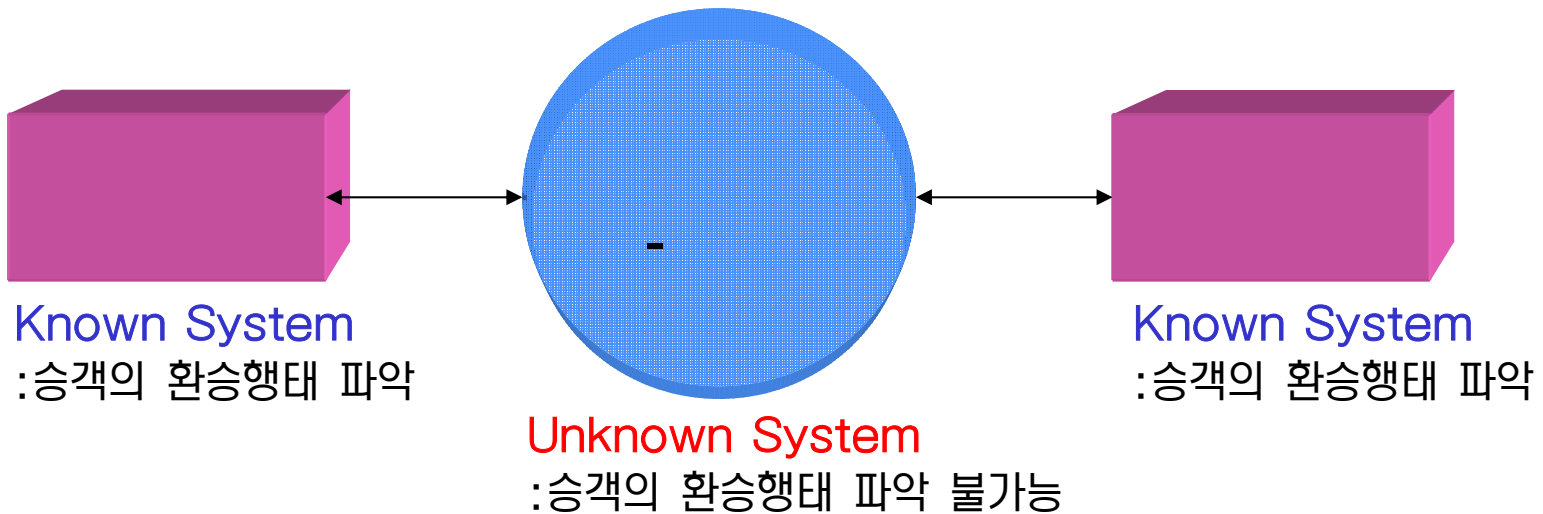 Known System
:승객의 환승행태 파악
-
Unknown System
:승객의 환승행태 파악 불가능
Known System
:승객의 환승행태 파악